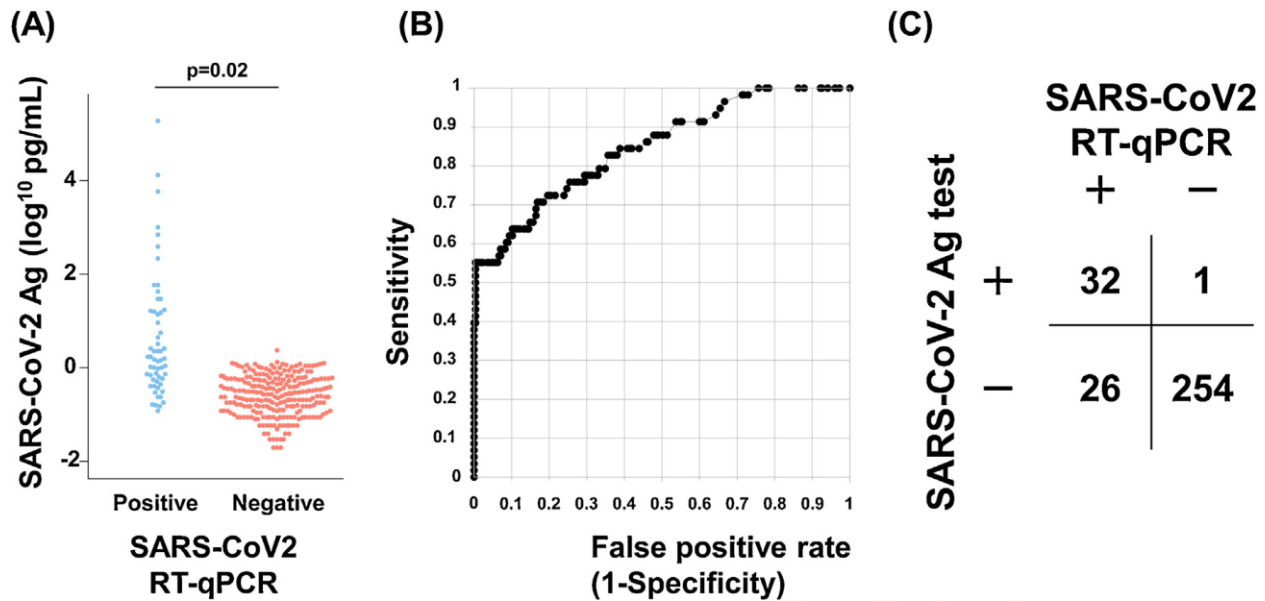 (A)
p=0.02
SARS-CoV-2 Ag (log10 pg/mL)
4
2
0
-2
Positive Negative
SARS-CoV2
RT-qPCR
(B)
Sensitivity
1
0.9
0.8
0.7
0.6
0.5
0.4
0.3
0.2
0.1
0
0 0.1 0.2 0.3 0.4 0.5 0.6 0.7 0.8 0.9 1
False positive rate
(1-Specificity)
(C)
SARS-CoV2
RT-qPCR
+ −
SARS-CoV-2 Ag test
+ 32 1
− 26 254